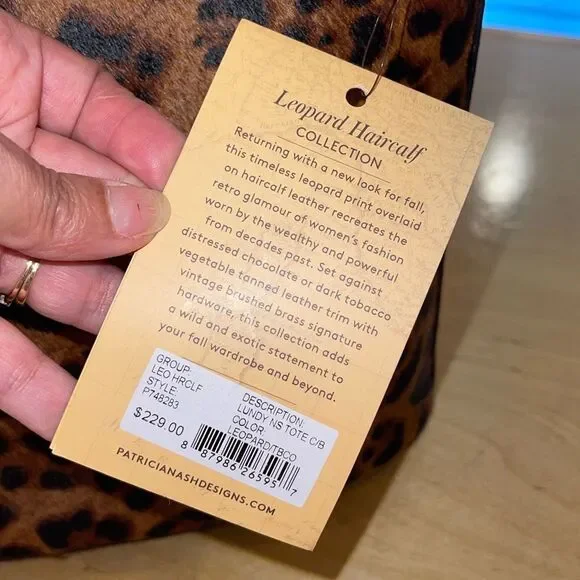 Leopard Haircalf
COLLECTION
Returning with a new look for fall,
this timeless leopard print overlaid
on haircalf leather recreates the
retro glamour of women's fashion
worn by the wealthy and powerful
from decades past. Set against
distressed chocolate or dark tobacco
vegetable tanned leather trim with
vintage brushed brass signature
hardware, this collection adds
a wild and exotic statement to
your fall wardrobe and beyond.
GROUP:
LEO HRCLF
STYLE:
P748283
$229.00
DESCRIPTION:
LUNDY NS TOTE C/B
COLOR
LEOPARD/TBCO
8 87986 26595 7
PATRICIANASHDESIGNS.COM